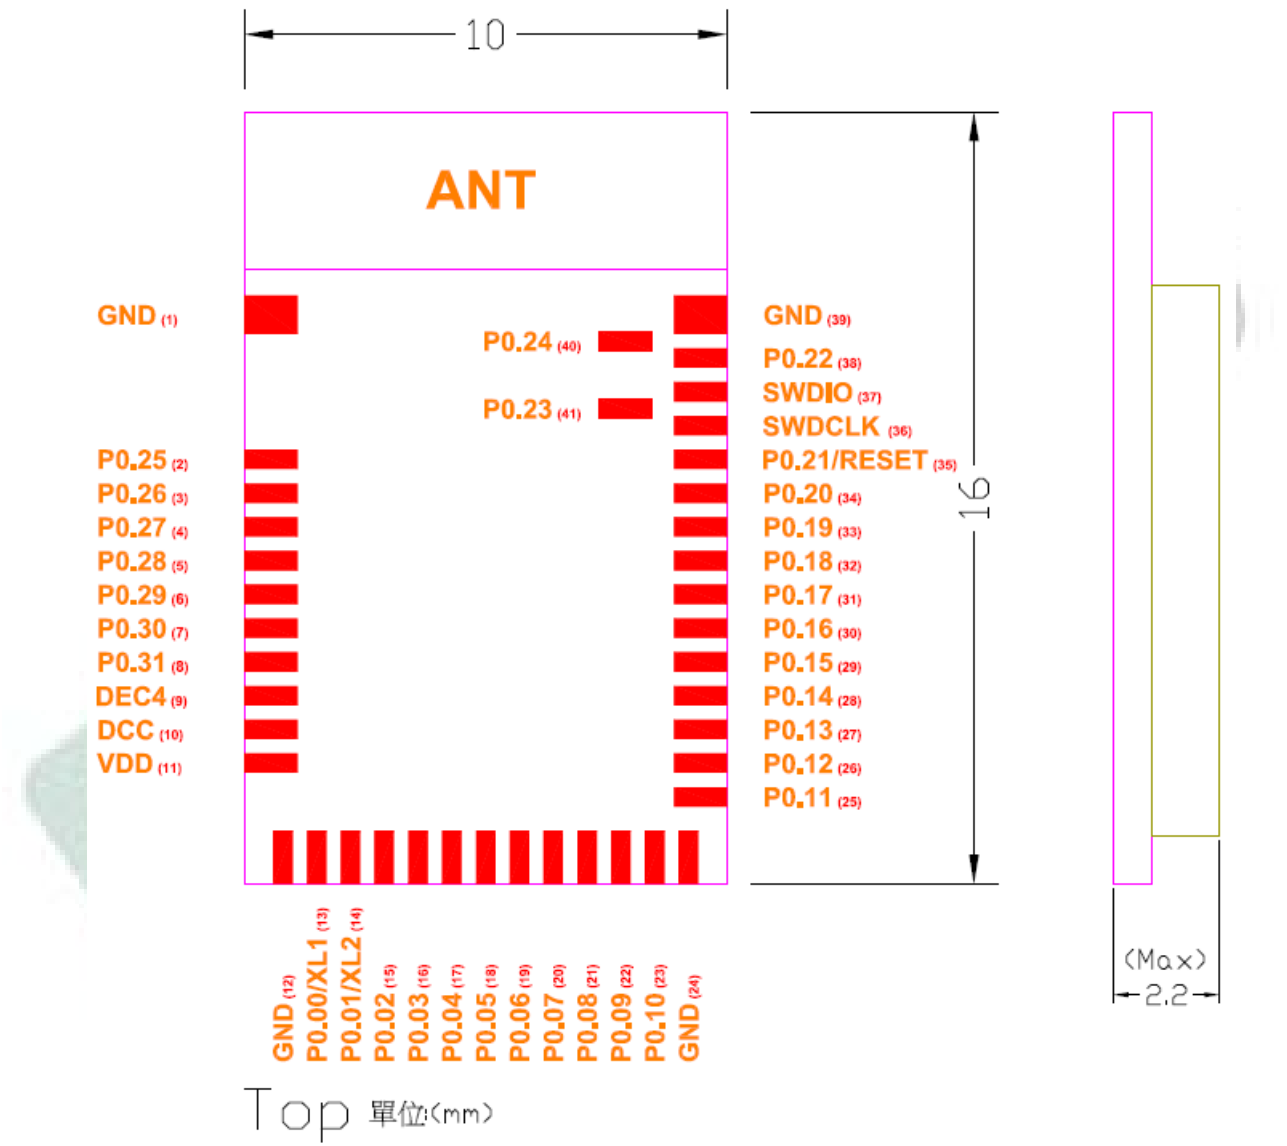 10
ANT
GND (1)
P0.25 (2)
P0.26 (3)
P0.27 (4)
P0.28 (5)
P0.29 (6)
P0.30 (7)
P0.31 (8)
DEC4 (9)
DCC (10)
VDD (11)
P0.24 (40)
P0.23 (41)
GND (39)
P0.22 (38)
SWDIO (37)
SWDCLK (36)
P0.21/RESET (35)
P0.20 (34)
P0.19 (33)
P0.18 (32)
P0.17 (31)
P0.16 (30)
P0.15 (29)
P0.14 (28)
P0.13 (27)
P0.12 (26)
P0.11 (25)
16
GND (12)
P0.00/XL1 (13)
P0.01/XL2 (14)
P0.02 (15)
P0.03 (16)
P0.04 (17)
P0.05 (18)
P0.06 (19)
P0.07 (20)
P0.08 (21)
P0.09 (22)
P0.10 (23)
GND (24)
(Max)
2.2
Top 單位:(mm)